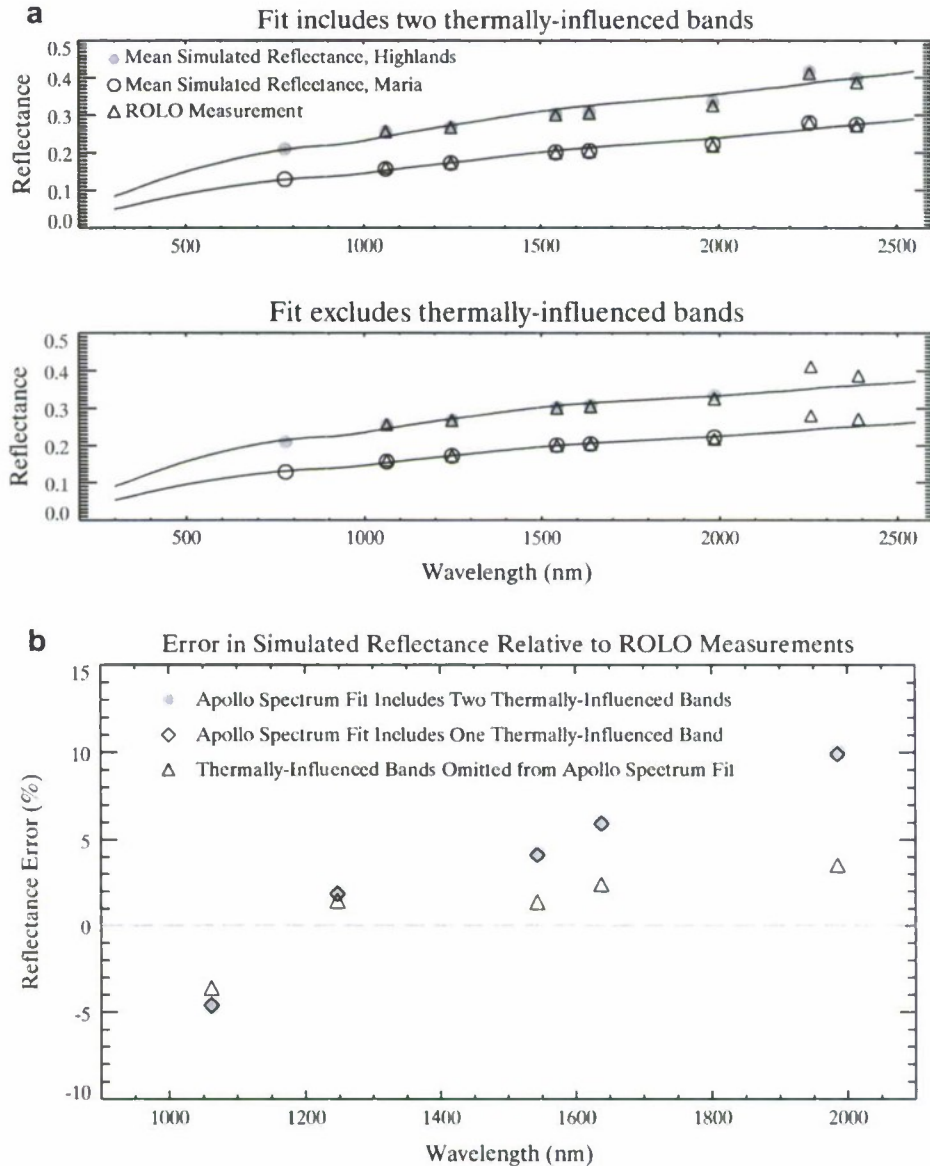 a
Fit includes two thermally-influenced bands
0.5
0.4
0.3
0.2
0.1
0.0
Reflectance
Mean Simulated Reflectance, Highlands
Mean Simulated Reflectance, Maria
ROLO Measurement
500 1000 1500 2000 2500
Fit excludes thermally-influenced bands
0.5
0.4
0.3
0.2
0.1
0.0
Reflectance
500 1000 1500 2000 2500
Wavelength (nm)
b
Error in Simulated Reflectance Relative to ROLO Measurements
15
10
5
0
-5
-10
Reflectance Error (%)
Apollo Spectrum Fit Includes Two Thermally-Influenced Bands
Apollo Spectrum Fit Includes One Thermally-Influenced Band
Thermally-Influenced Bands Omitted from Apollo Spectrum Fit
1000 1200 1400 1600 1800 2000
Wavelength (nm)